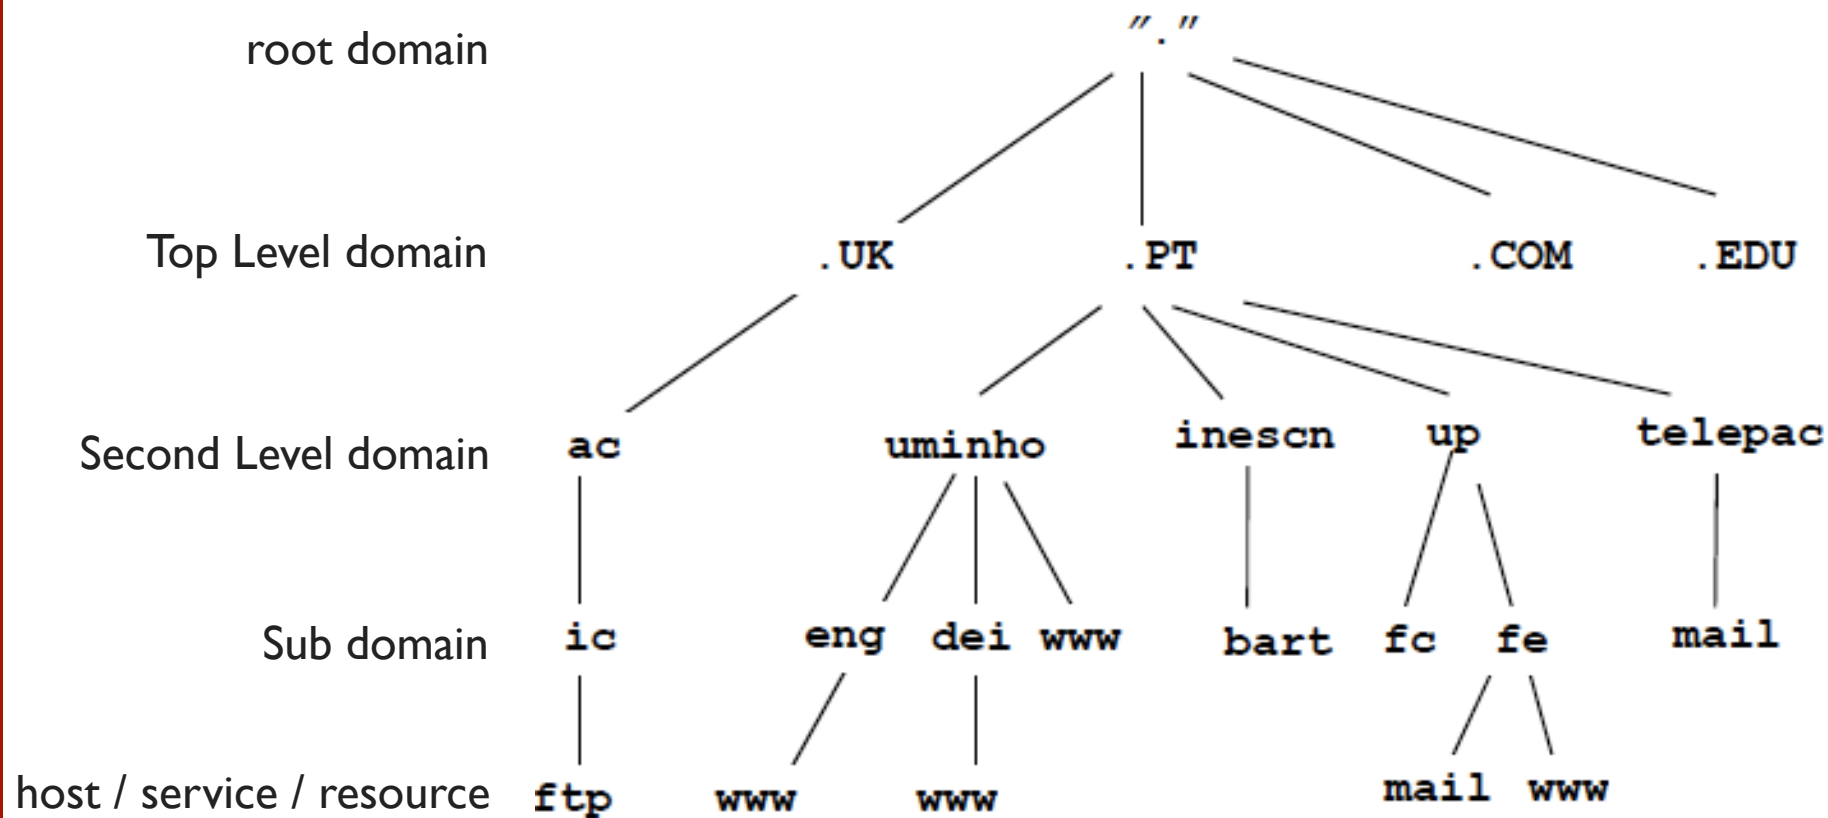 root domain "."
Top Level domain .UK .PT .COM .EDU
Second Level domain ac uminho inescn up telepac
Sub domain ic eng dei www bart fc fe mail
host / service / resource ftp www www mail www